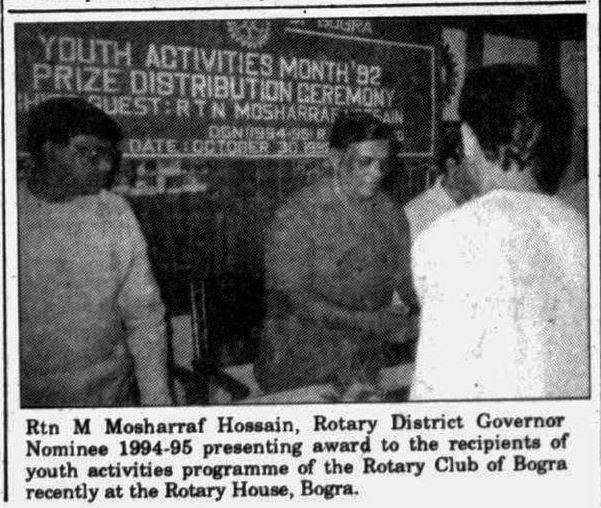 BOGRA
YOUTH ACTIVITIES MONTH '92
PRIZE DISTRIBUTION CEREMONY
GUEST : RTN MOSHARRAF HOSSAIN
DGN (1994-95) R
DATE : OCTOBER 30, 199
Rtn M Mosharraf Hossain, Rotary District Governor
Nominee 1994-95 presenting award to the recipients of
youth activities programme of the Rotary Club of Bogra
recently at the Rotary House, Bogra.